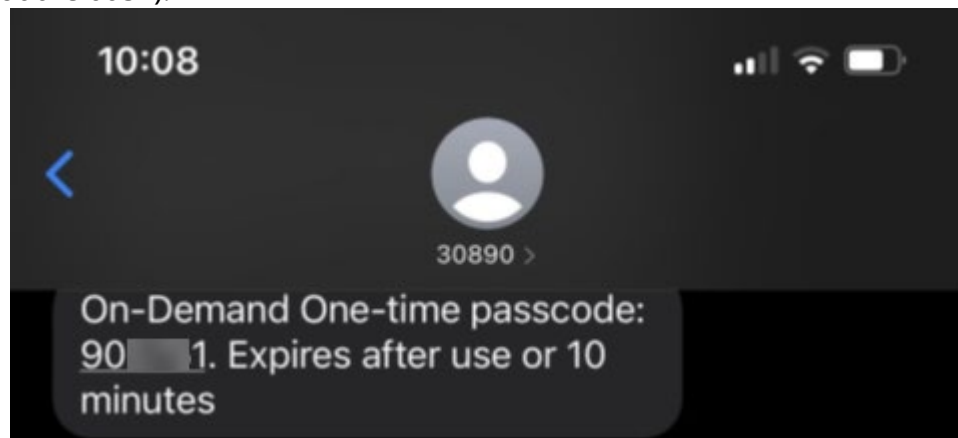 10:08
30890 >
On-Demand One-time passcode:
90 1. Expires after use or 10
minutes